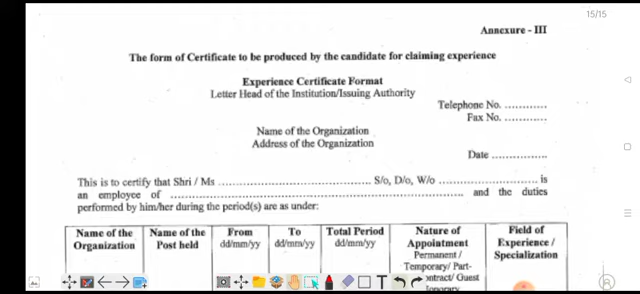 15/15
Annexure - III
The form of Certificate to be produced by the candidate for claiming experience
Experience Certificate Format
Letter Head of the Institution/Issuing Authority
Telephone No. ............
Fax No. ............
Name of the Organization
Address of the Organization
Date ................
This is to certify that Shri / Ms ............................................ S/o, D/o, W/o ............................ is
an employee of ........................................................................................ and the duties
performed by him/her during the period(s) are as under:
Name of the Organization
Name of the Post held
From dd/mm/yy
To dd/mm/yy
Total Period dd/mm/yy
Nature of Appointment Permanent / Temporary/ Part-
Contract/ Guest
Field of Experience / Specialization
T